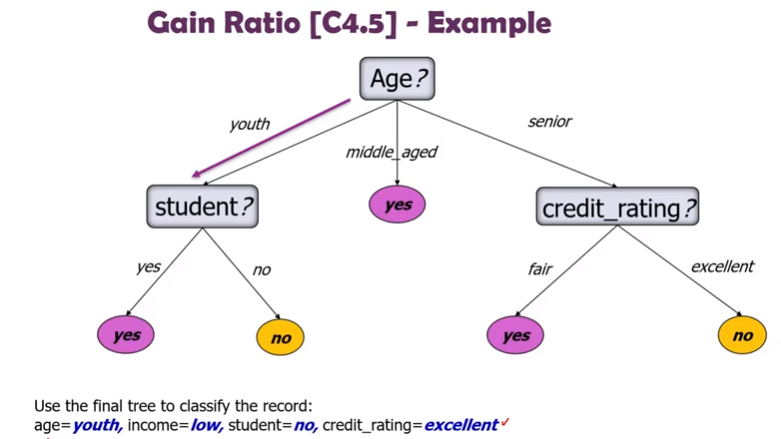 Gain Ratio [C4.5] - Example
Age?
youth
senior
middle_aged
student?
yes
credit_rating?
yes
no
fair
excellent
yes
no
yes
no
Use the final tree to classify the record:
age=youth, income=low, student=no, credit_rating=excellent✓